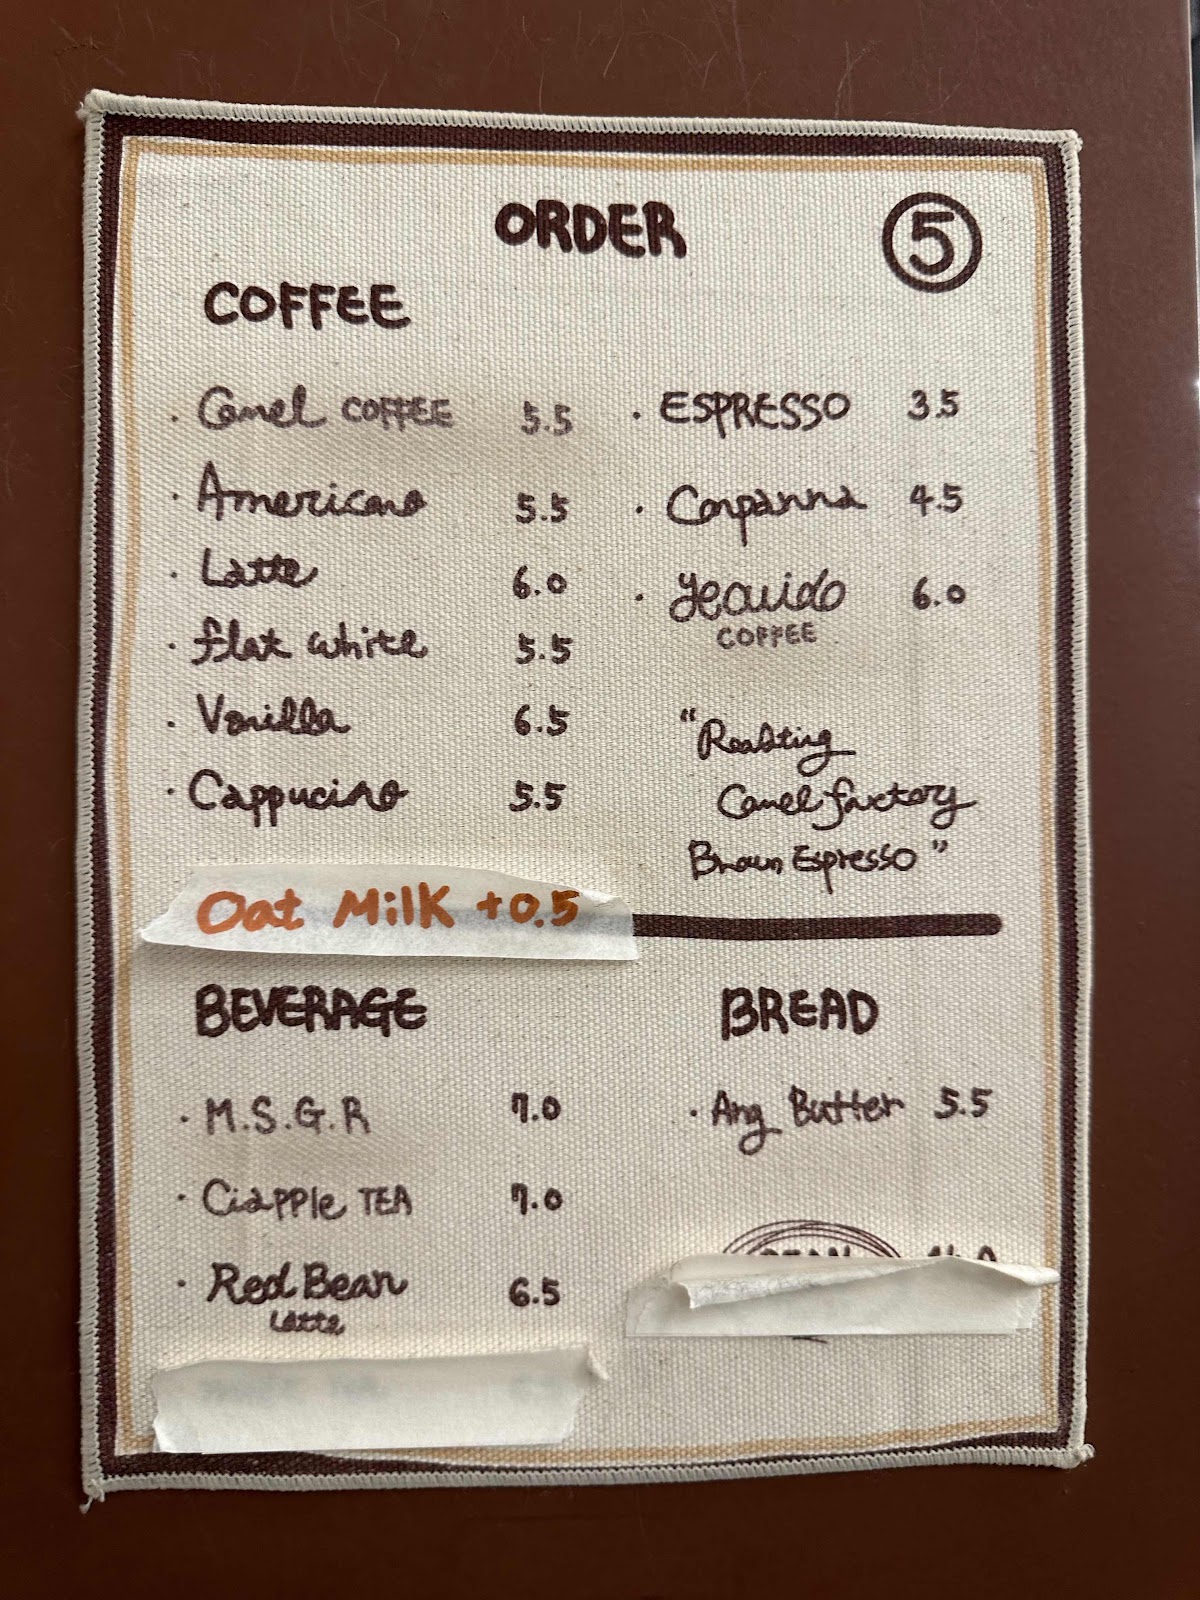 ORDER
5
COFFEE
· Camel COFFEE 5.5
· Americano 5.5
· Latte 6.0
· flat white 5.5
· Vanilla 6.5
· Cappucino 5.5
· ESPRESSO 3.5
· Conpanna 4.5
· 6.0
COFFEE
"Roasting
Camel factory
Brown Espresso"
Oat Milk +0.5
BEVERAGE
· M.S.G.R 7.0
· Ciapple TEA 7.0
· Red Bean 6.5
Latte
BREAD
· Ang Butter 5.5